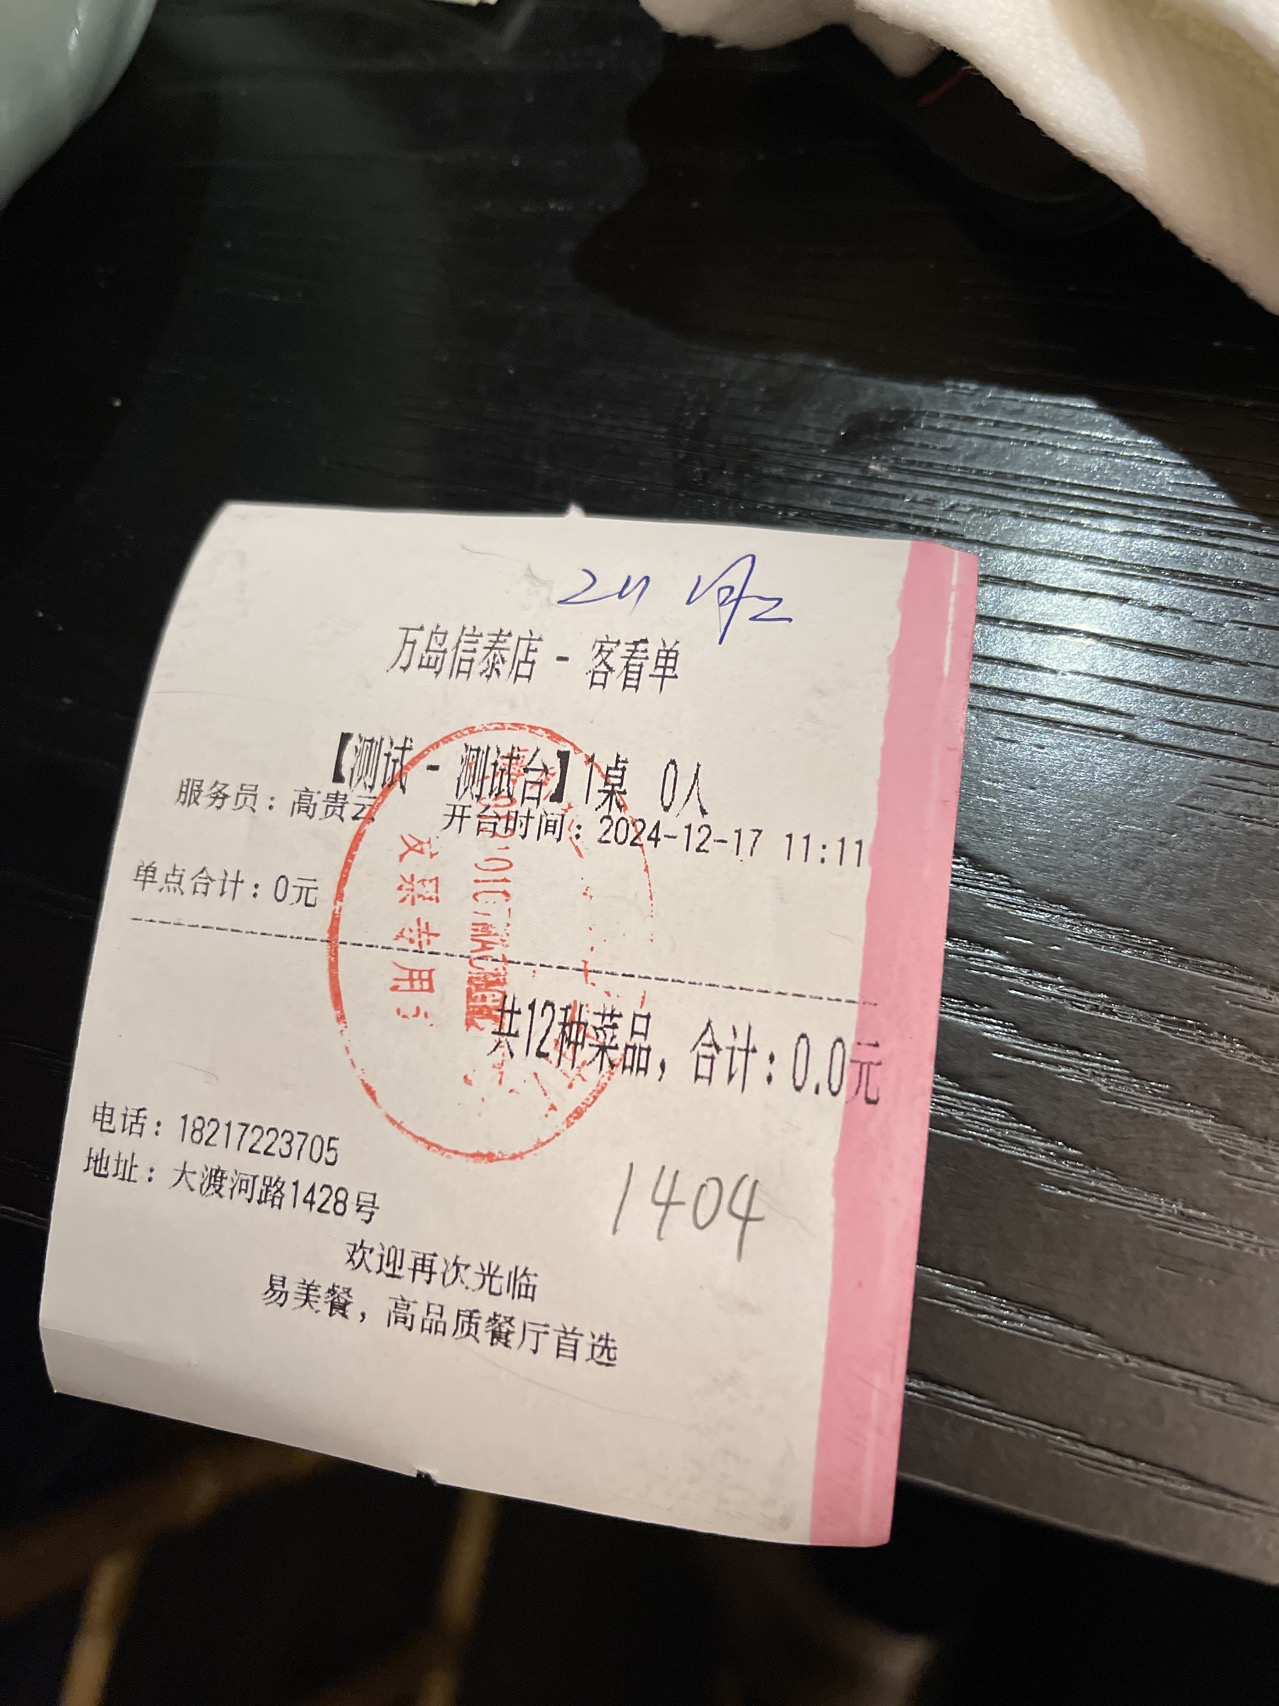 万岛信泰店 - 客看单
【测试 - 测试台】1桌 0人
服务员：高贵云 开台时间：2024-12-17 11:11
单点合计：0元
发票专用
共12种菜品，合计：0.0元
电话：18217223705
地址：大渡河路1428号
1404
欢迎再次光临
易美餐，高品质餐厅首选